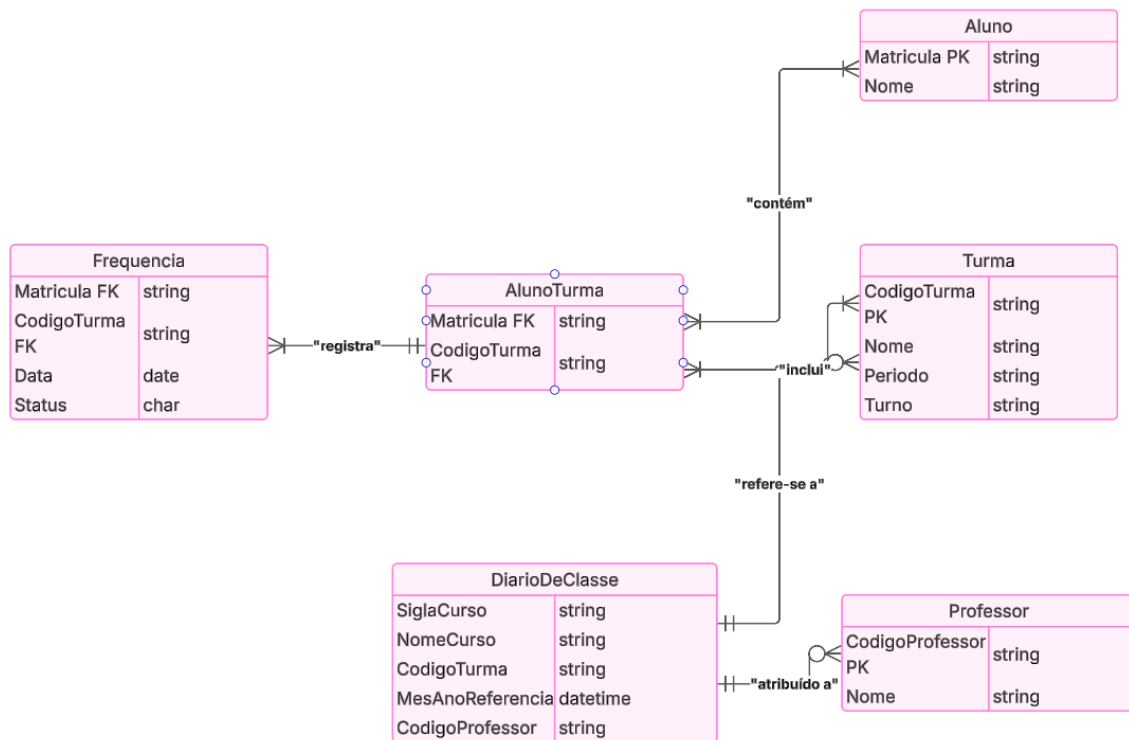 Aluno
Matricula PK string
Nome string
"contém"
Frequencia
Matricula FK string
CodigoTurma
FK
string
Data date
Status char
"registra"
AlunoTurma
Matricula FK string
CodigoTurma
FK
string
"inclui"
Turma
CodigoTurma
PK
string
Nome string
Periodo string
Turno string
"refere-se a"
DiarioDeClasse
SiglaCurso string
NomeCurso string
CodigoTurma string
MesAnoReferencia datetime
CodigoProfessor string
"atribuído a"
Professor
CodigoProfessor
PK
string
Nome string